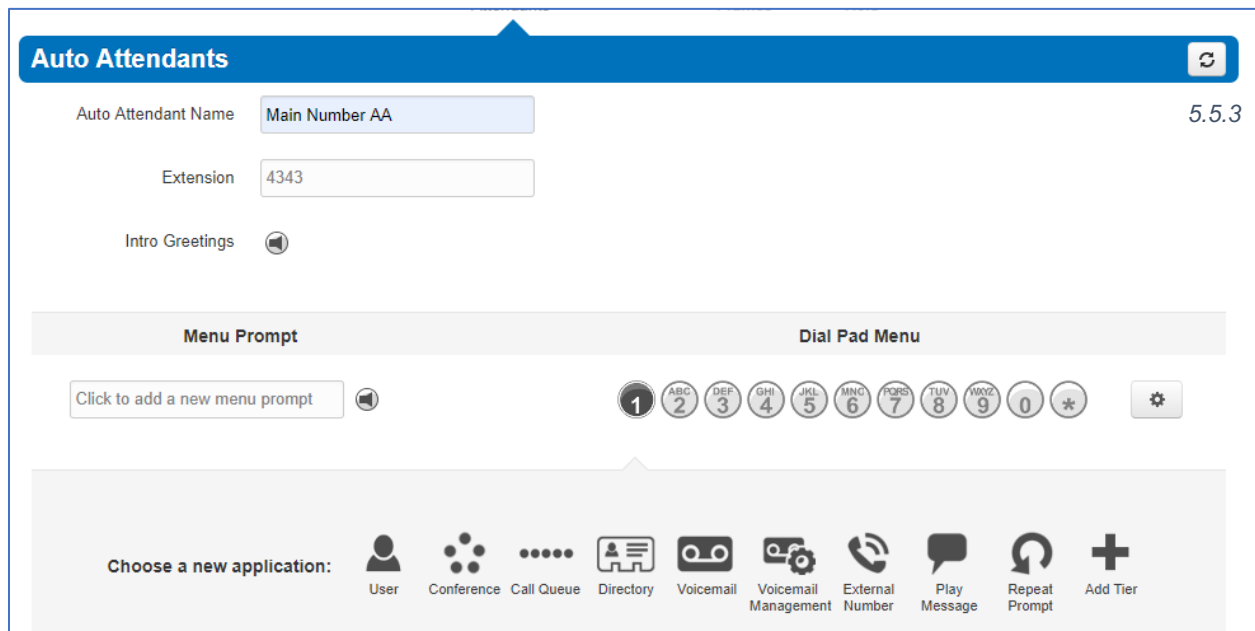 Auto Attendants
Auto Attendant Name
Main Number AA
5.5.3
Extension
4343
Intro Greetings
Menu Prompt
Dial Pad Menu
Click to add a new menu prompt
1 ABC 2 DEF 3 GHI 4 JKL 5 MNO 6 PQRS 7 TUV 8 WXYZ 9 0 *
Choose a new application:
User
Conference
Call Queue
Directory
Voicemail
Voicemail
Management
External
Number
Play
Message
Repeat
Prompt
Add Tier